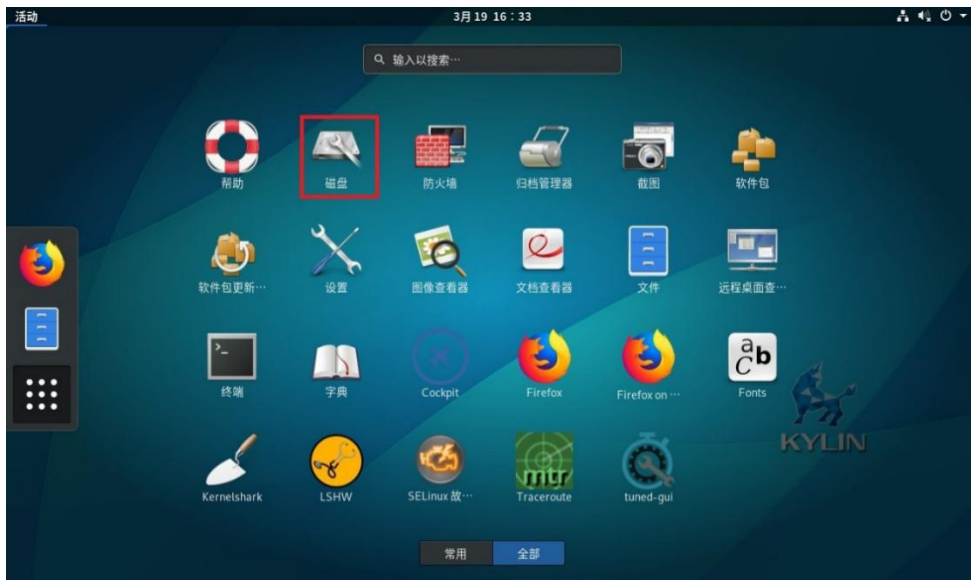 活动
3月19 16：33
输入以搜索…
帮助
磁盘
防火墙
归档管理器
截图
软件包
软件包更新…
设置
图像查看器
文档查看器
文件
远程桌面查…
终端
字典
Cockpit
Firefox
Firefox on …
Fonts
KYLIN
Kernelshark
LSHW
SELinux 故…
mtr
Traceroute
tuned-gui
常用
全部